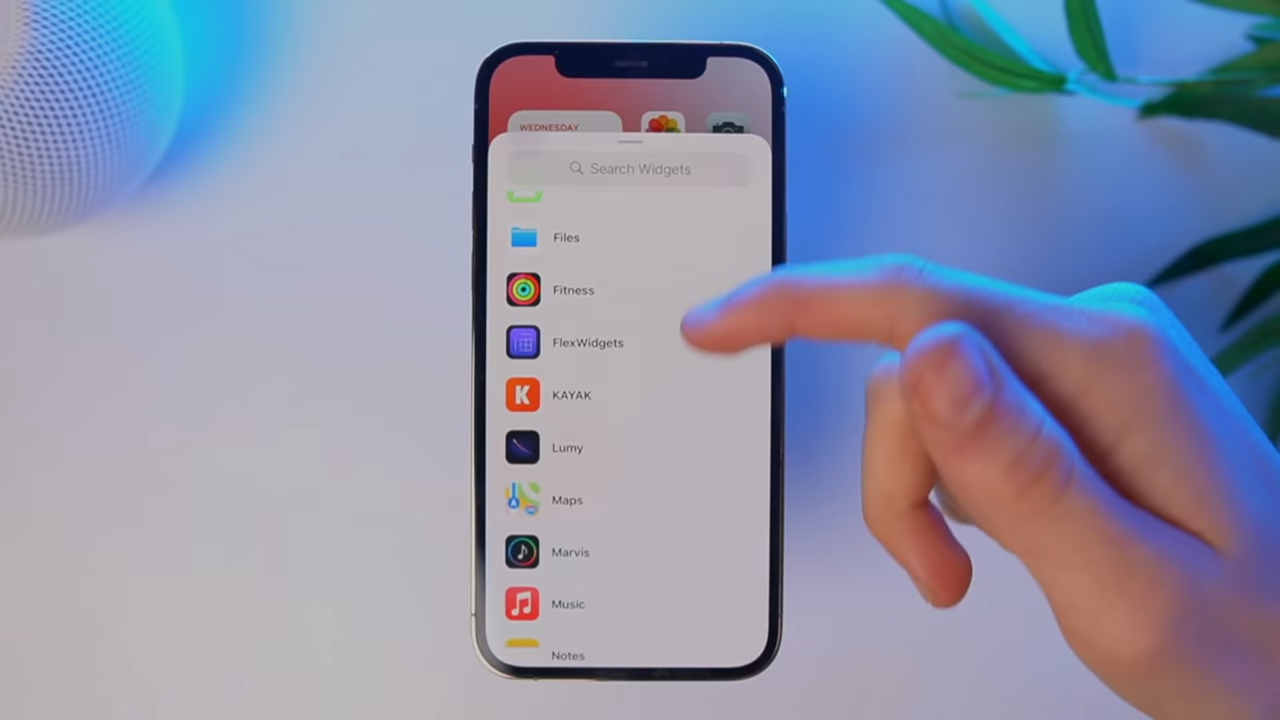 WEDNESDAY
Search Widgets
Files
Fitness
FlexWidgets
KAYAK
K
Lumy
Maps
Marvis
Music
Notes